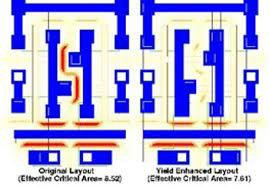 Original Layout
(Effective Critical Area= 8.52)
Yield Enhanced Layout
(Effective Critical Area= 7.61)